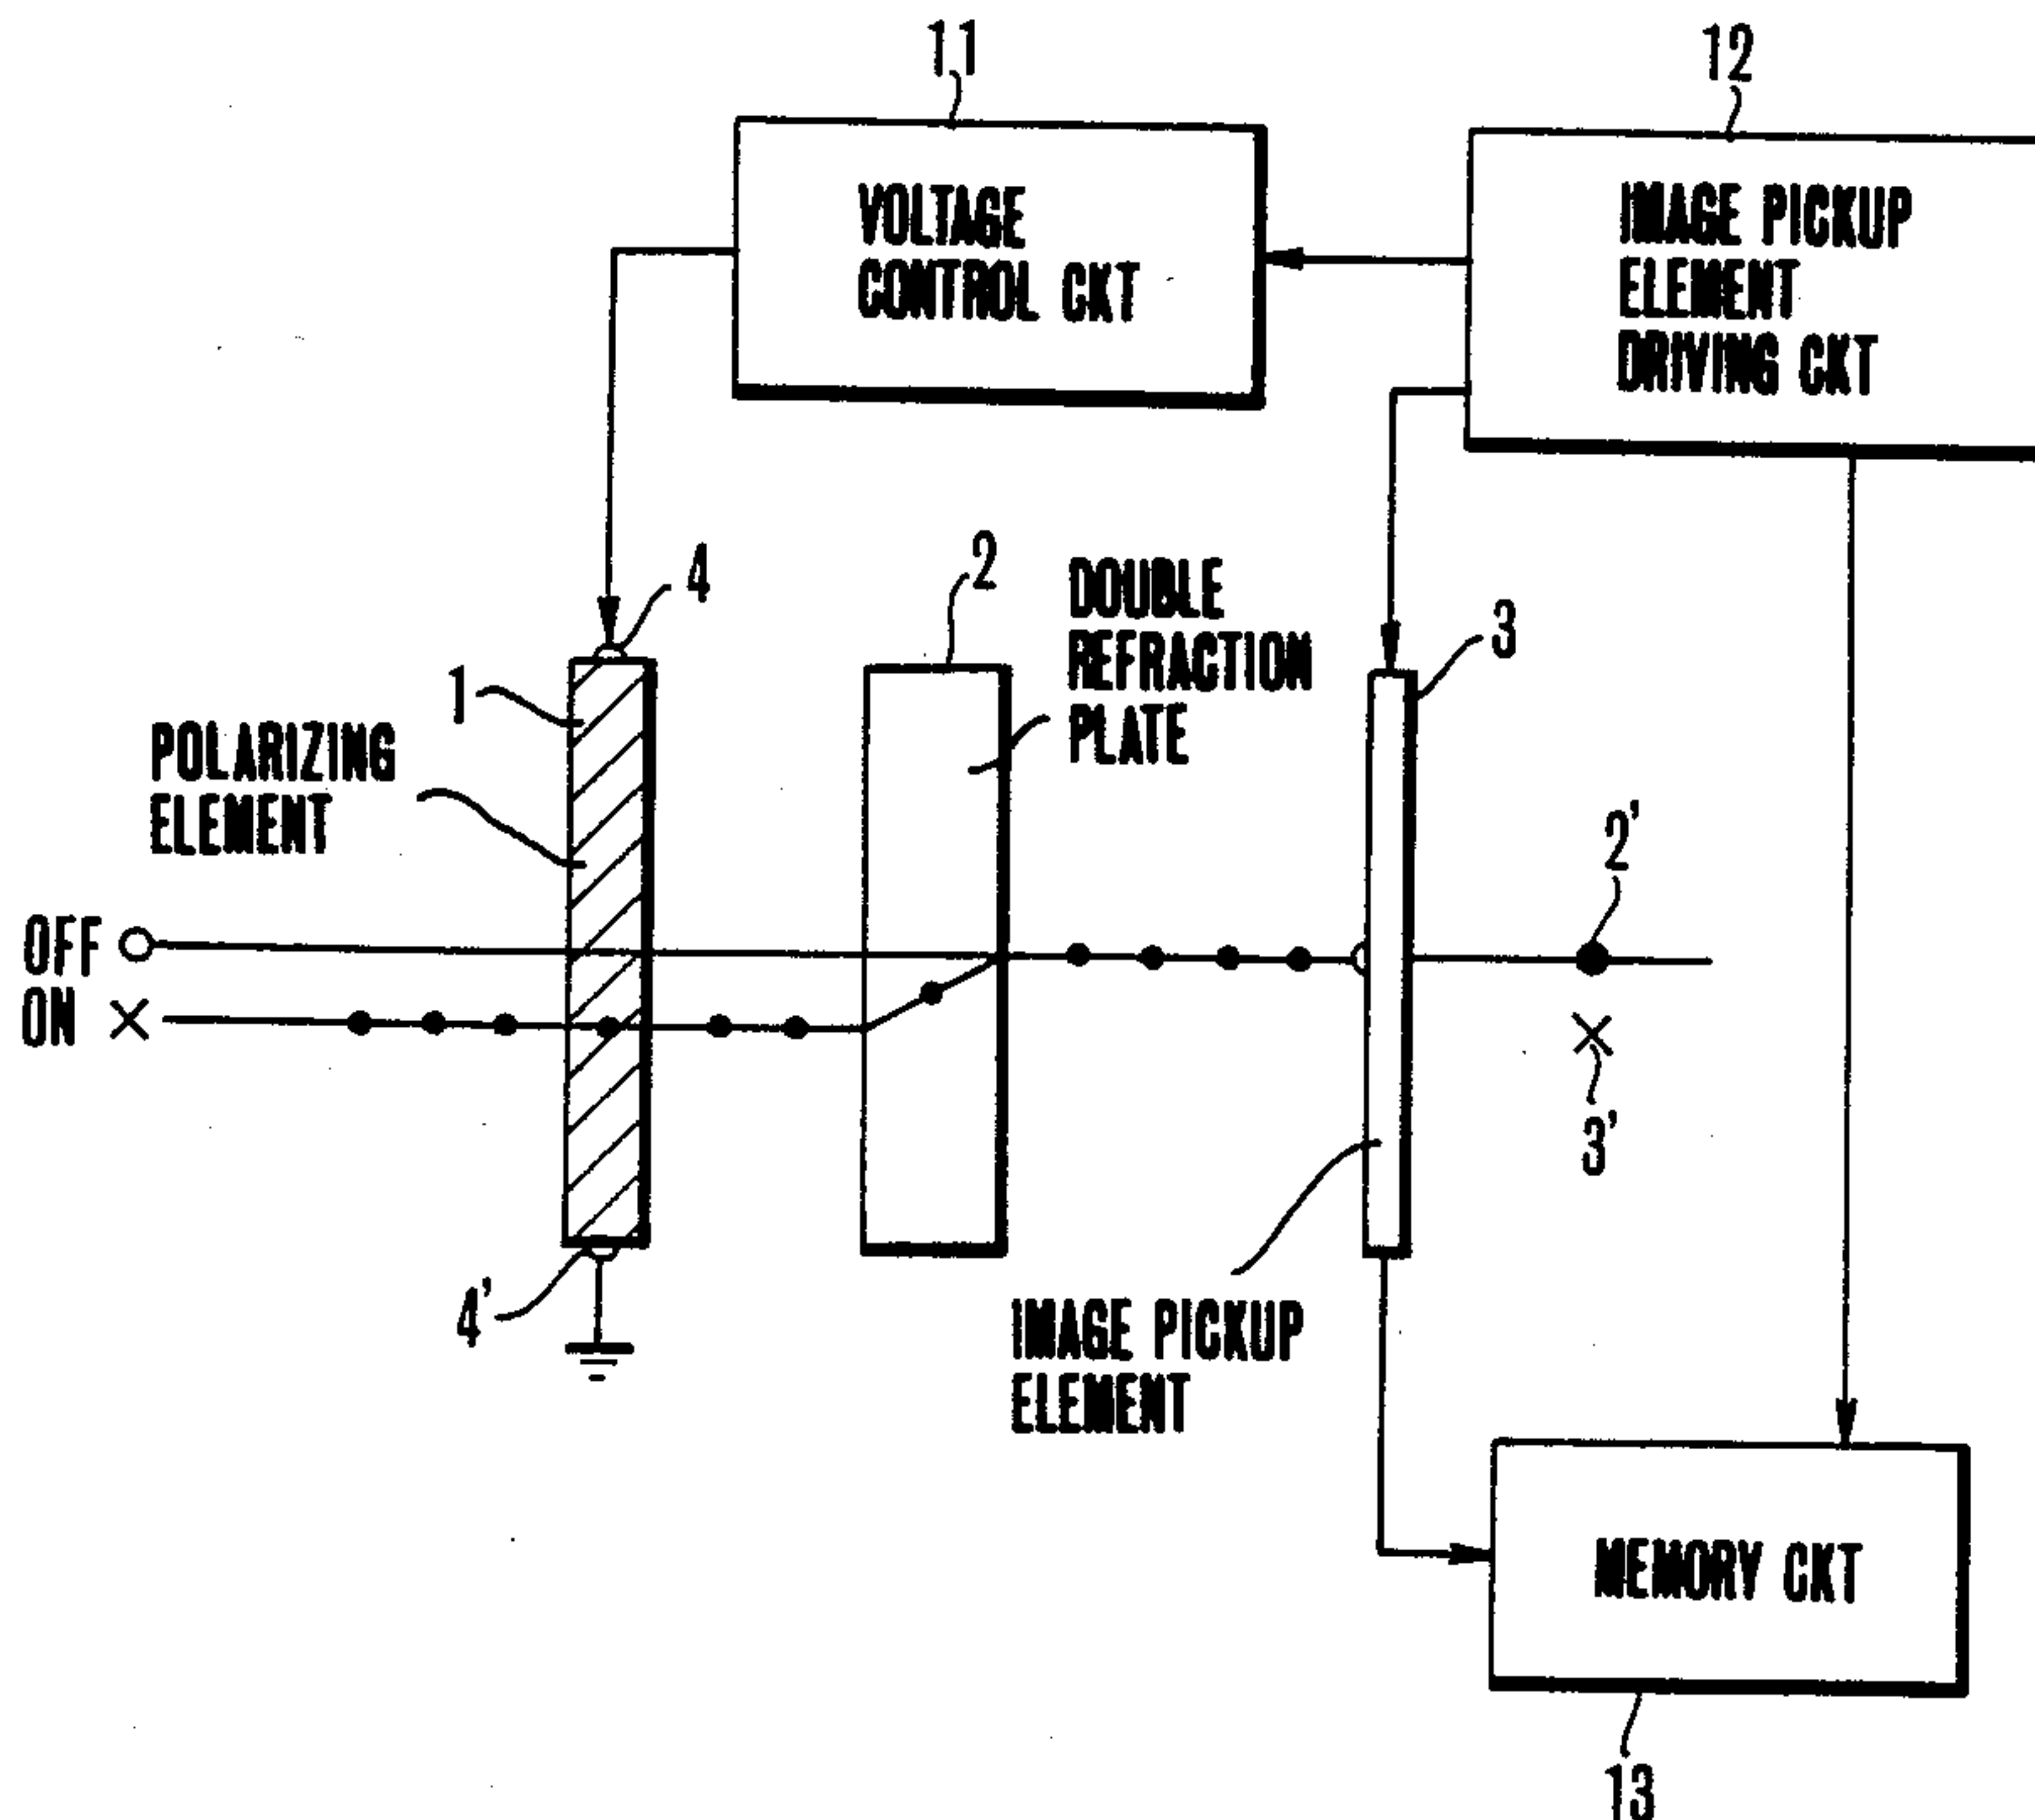 11
12
VOLTAGE
CONTROL CKT
IMAGE PICKUP
ELEMENT
DRIVING CKT
4
2
DOUBLE
REFRACTION
PLATE
3
1
POLARIZING
ELEMENT
2'
OFF
ON
3'
4'
IMAGE PICKUP
ELEMENT
MEMORY CKT
13